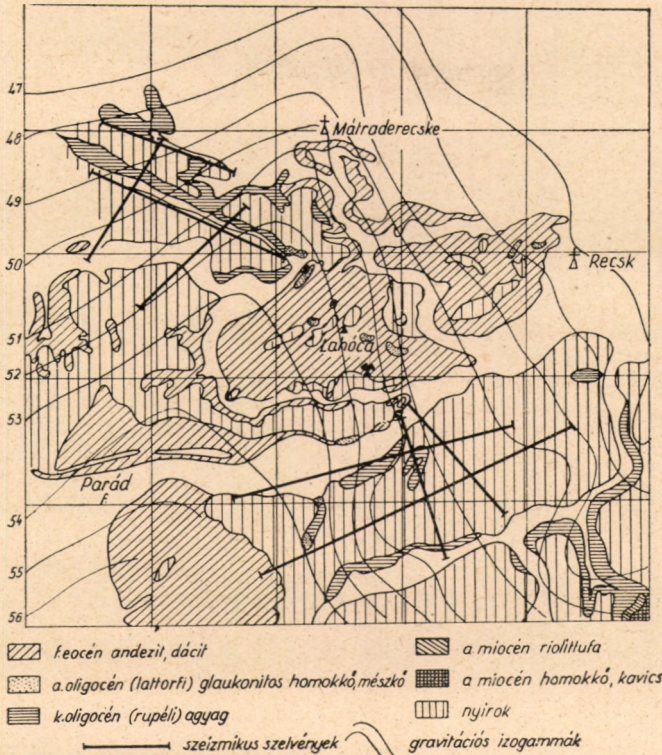 47
48
Mátraderecske
49
50
Recsk
51
Lahóca
52
53
Parád
F.
54
55
56
f.eocén andezit, dácit
a.oligocén (lattorfi) glaukonitos homokkő, mészkő
k.oligocén (rupéli) agyag
a miocén riolittufa
a miocén homokkő, kavics
nyirok
szeizmikus szelvények
gravitációs izogammák